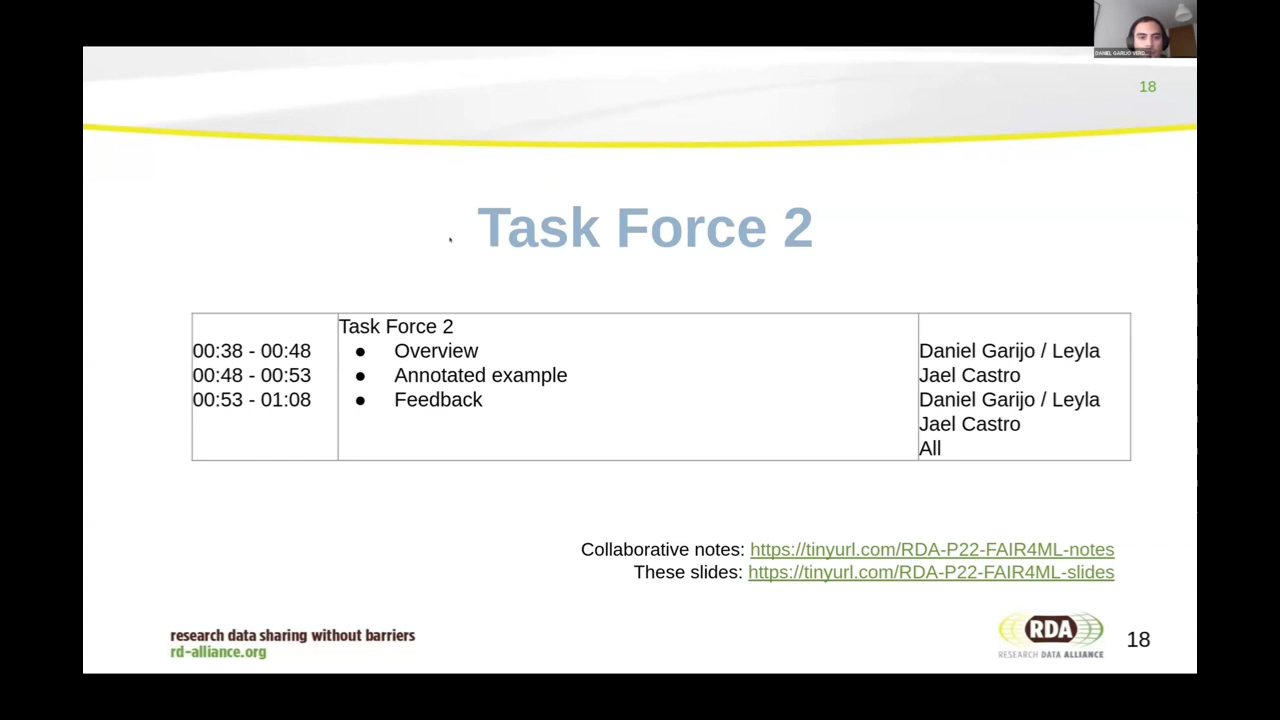 DANIEL GARIJO VERD...
18
Task Force 2
Task Force 2
00:38 - 00:48 ● Overview Daniel Garijo / Leyla
00:48 - 00:53 ● Annotated example Jael Castro
00:53 - 01:08 ● Feedback Daniel Garijo / Leyla
Jael Castro
All
Collaborative notes: https://tinyurl.com/RDA-P22-FAIR4ML-notes
These slides: https://tinyurl.com/RDA-P22-FAIR4ML-slides
research data sharing without barriers
rd-alliance.org
RDA
RESEARCH DATA ALLIANCE
18